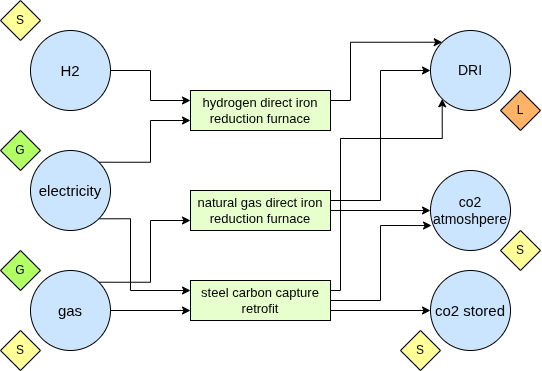 S
H2
hydrogen direct iron
reduction furnace
DRI
L
G
electricity
natural gas direct iron
reduction furnace
co2
atmoshpere
S
G
gas
S
steel carbon capture
retrofit
co2 stored
S